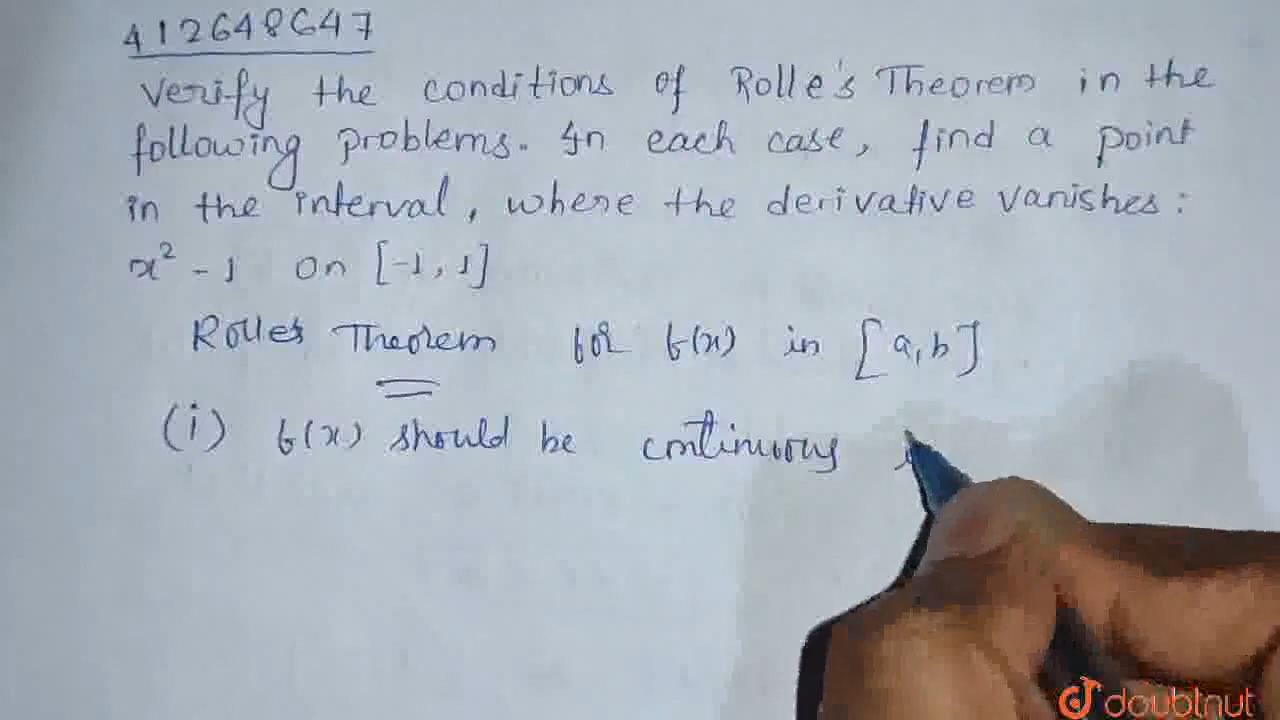 412648647
Verify the conditions of Rolle's Theorem in the
following problems. In each case, find a point
in the interval, where the derivative vanishes:
x² - 1 on [-1, 1]
Rolles Theorem for f(x) in [a, b]
(i) f(x) should be continuous
doubtnut